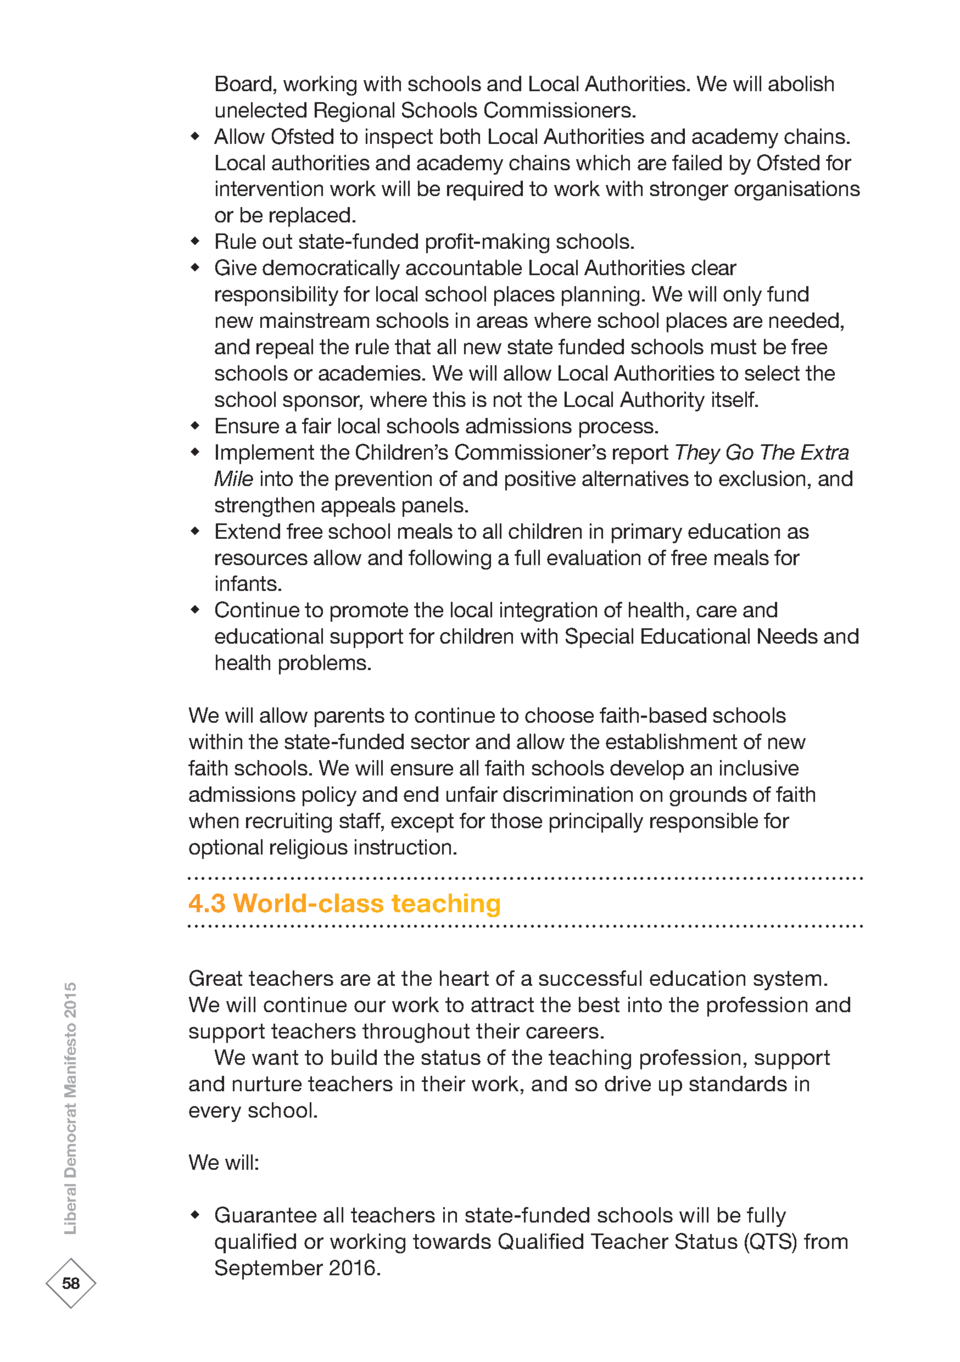 Board, working with schools and Local Authorities. We will abolish
unelected Regional Schools Commissioners.
◆ Allow Ofsted to inspect both Local Authorities and academy chains.
Local authorities and academy chains which are failed by Ofsted for
intervention work will be required to work with stronger organisations
or be replaced.
◆ Rule out state-funded profit-making schools.
◆ Give democratically accountable Local Authorities clear
responsibility for local school places planning. We will only fund
new mainstream schools in areas where school places are needed,
and repeal the rule that all new state funded schools must be free
schools or academies. We will allow Local Authorities to select the
school sponsor, where this is not the Local Authority itself.
◆ Ensure a fair local schools admissions process.
◆ Implement the Children’s Commissioner’s report They Go The Extra
Mile into the prevention of and positive alternatives to exclusion, and
strengthen appeals panels.
◆ Extend free school meals to all children in primary education as
resources allow and following a full evaluation of free meals for
infants.
◆ Continue to promote the local integration of health, care and
educational support for children with Special Educational Needs and
health problems.
We will allow parents to continue to choose faith-based schools
within the state-funded sector and allow the establishment of new
faith schools. We will ensure all faith schools develop an inclusive
admissions policy and end unfair discrimination on grounds of faith
when recruiting staff, except for those principally responsible for
optional religious instruction.
4.3 World-class teaching
Great teachers are at the heart of a successful education system.
We will continue our work to attract the best into the profession and
support teachers throughout their careers.
We want to build the status of the teaching profession, support
and nurture teachers in their work, and so drive up standards in
every school.
We will:
◆ Guarantee all teachers in state-funded schools will be fully
qualified or working towards Qualified Teacher Status (QTS) from
September 2016.
Liberal Democrat Manifesto 2015
58